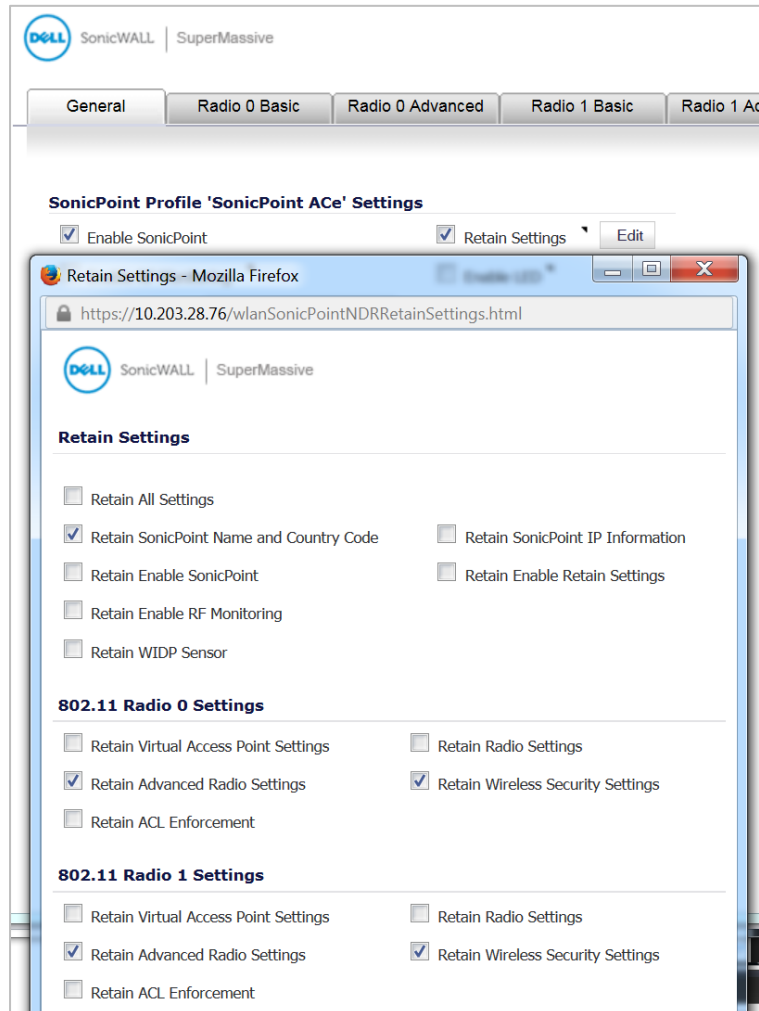 DELL SonicWALL | SuperMassive
General Radio 0 Basic Radio 0 Advanced Radio 1 Basic Radio 1 Ad
SonicPoint Profile 'SonicPoint ACe' Settings
Enable SonicPoint Retain Settings Edit
Retain Settings - Mozilla Firefox Enable LED
https://10.203.28.76/wlanSonicPointNDRRetainSettings.html
DELL SonicWALL | SuperMassive
Retain Settings
Retain All Settings
Retain SonicPoint Name and Country Code Retain SonicPoint IP Information
Retain Enable SonicPoint Retain Enable Retain Settings
Retain Enable RF Monitoring
Retain WIDP Sensor
802.11 Radio 0 Settings
Retain Virtual Access Point Settings Retain Radio Settings
Retain Advanced Radio Settings Retain Wireless Security Settings
Retain ACL Enforcement
802.11 Radio 1 Settings
Retain Virtual Access Point Settings Retain Radio Settings
Retain Advanced Radio Settings Retain Wireless Security Settings
Retain ACL Enforcement